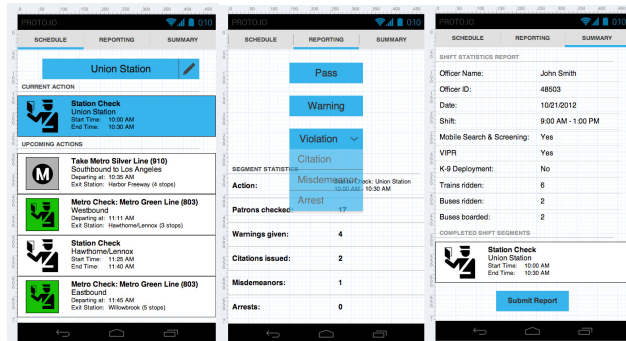 PROTO.IO
0:10
SCHEDULE
REPORTING
SUMMARY
Union Station
CURRENT ACTION
Station Check
Union Station
Start Time: 10:00 AM
End Time: 10:30 AM
UPCOMING ACTIONS
M
Take Metro Silver Line (910)
Southbound to Los Angeles
Departing at: 10:35 AM
Exit Station: Harbor Freeway (4 stops)
Metro Check: Metro Green Line (803)
Westbound
Departing at: 11:11 AM
Exit Station: Hawthorne/Lennox (3 stops)
Station Check
Hawthorne/Lennox
Start Time: 11:25 AM
End Time: 11:40 AM
Metro Check: Metro Green Line (803)
Eastbound
Departing at: 11:45 AM
Exit Station: Willowbrook (5 stops)
PROTO.IO
0:10
SCHEDULE
REPORTING
SUMMARY
Pass
Warning
Violation
Citation
Misdemeanor
Arrest
SEGMENT STATISTICS
Action:
Station Check: Union Station
10:00 AM - 10:30 AM
Patrons checked: 17
Warnings given: 4
Citations issued: 2
Misdemeanors: 1
Arrests: 0
PROTO.IO
0:10
SCHEDULE
REPORTING
SUMMARY
SHIFT STATISTICS REPORT
Officer Name: John Smith
Officer ID: 48503
Date: 10/21/2012
Shift: 9:00 AM - 1:00 PM
Mobile Search & Screening: Yes
VIPR Yes
K-9 Deployment: No
Trains ridden: 6
Buses ridden: 2
Buses boarded: 2
COMPLETED SHIFT SEGMENTS
Station Check
Union Station
Start Time: 10:00 AM
End Time: 10:30 AM
Submit Report